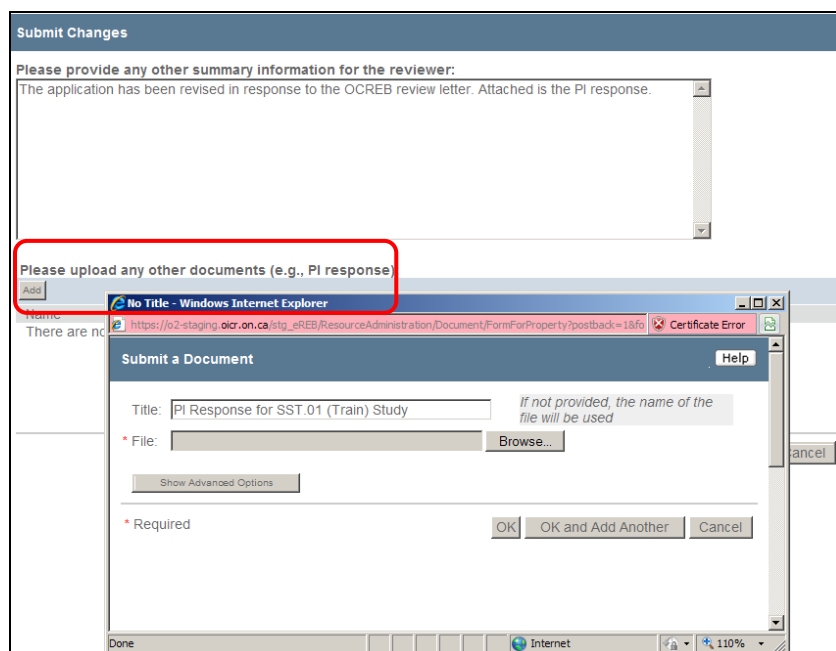 Submit Changes
Please provide any other summary information for the reviewer:
The application has been revised in response to the OCREB review letter. Attached is the PI response.
Please upload any other documents (e.g., PI response)
Add
Name
There are no
No Title - Windows Internet Explorer
https://o2-staging.oicr.on.ca/stg_eREB/ResourceAdministration/Document/FormForProperty?postback=1&fo Certificate Error
Submit a Document Help
Title: PI Response for SST.01 (Train) Study If not provided, the name of the
file will be used
* File: Browse...
Show Advanced Options
* Required OK OK and Add Another Cancel
Cancel
Done Internet 110%